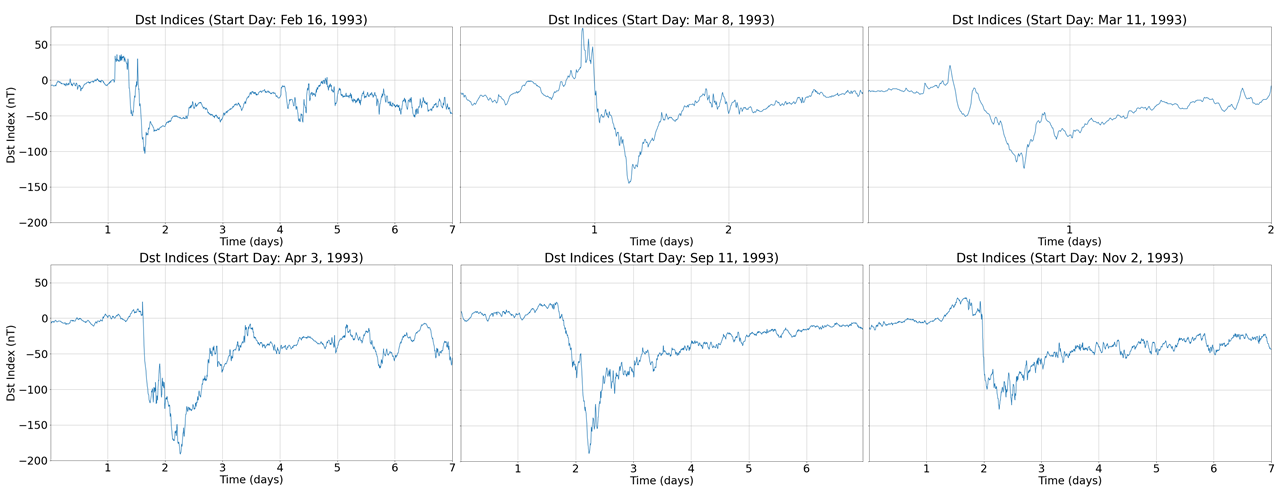 Dst Indices (Start Day: Feb 16, 1993)
Dst Indices (Start Day: Mar 8, 1993)
Dst Indices (Start Day: Mar 11, 1993)
Dst Index (nT)
50
0
−50
−100
−150
−200
1 2 3 4 5 6 7
1 2
1 2
Time (days)
Time (days)
Time (days)
Dst Indices (Start Day: Apr 3, 1993)
Dst Indices (Start Day: Sep 11, 1993)
Dst Indices (Start Day: Nov 2, 1993)
Dst Index (nT)
50
0
−50
−100
−150
−200
1 2 3 4 5 6 7
1 2 3 4 5 6
1 2 3 4 5 6 7
Time (days)
Time (days)
Time (days)